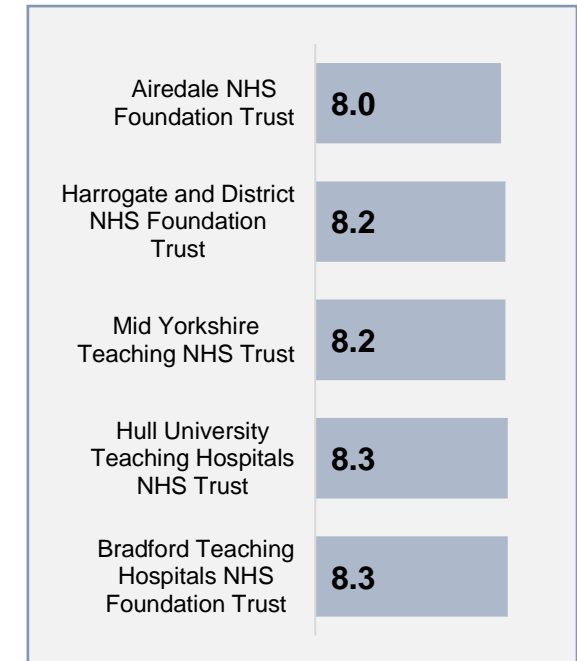 Airedale NHS
Foundation Trust
8.0
Harrogate and District
NHS Foundation
Trust
8.2
Mid Yorkshire
Teaching NHS Trust
8.2
Hull University
Teaching Hospitals
NHS Trust
8.3
Bradford Teaching
Hospitals NHS
Foundation Trust
8.3